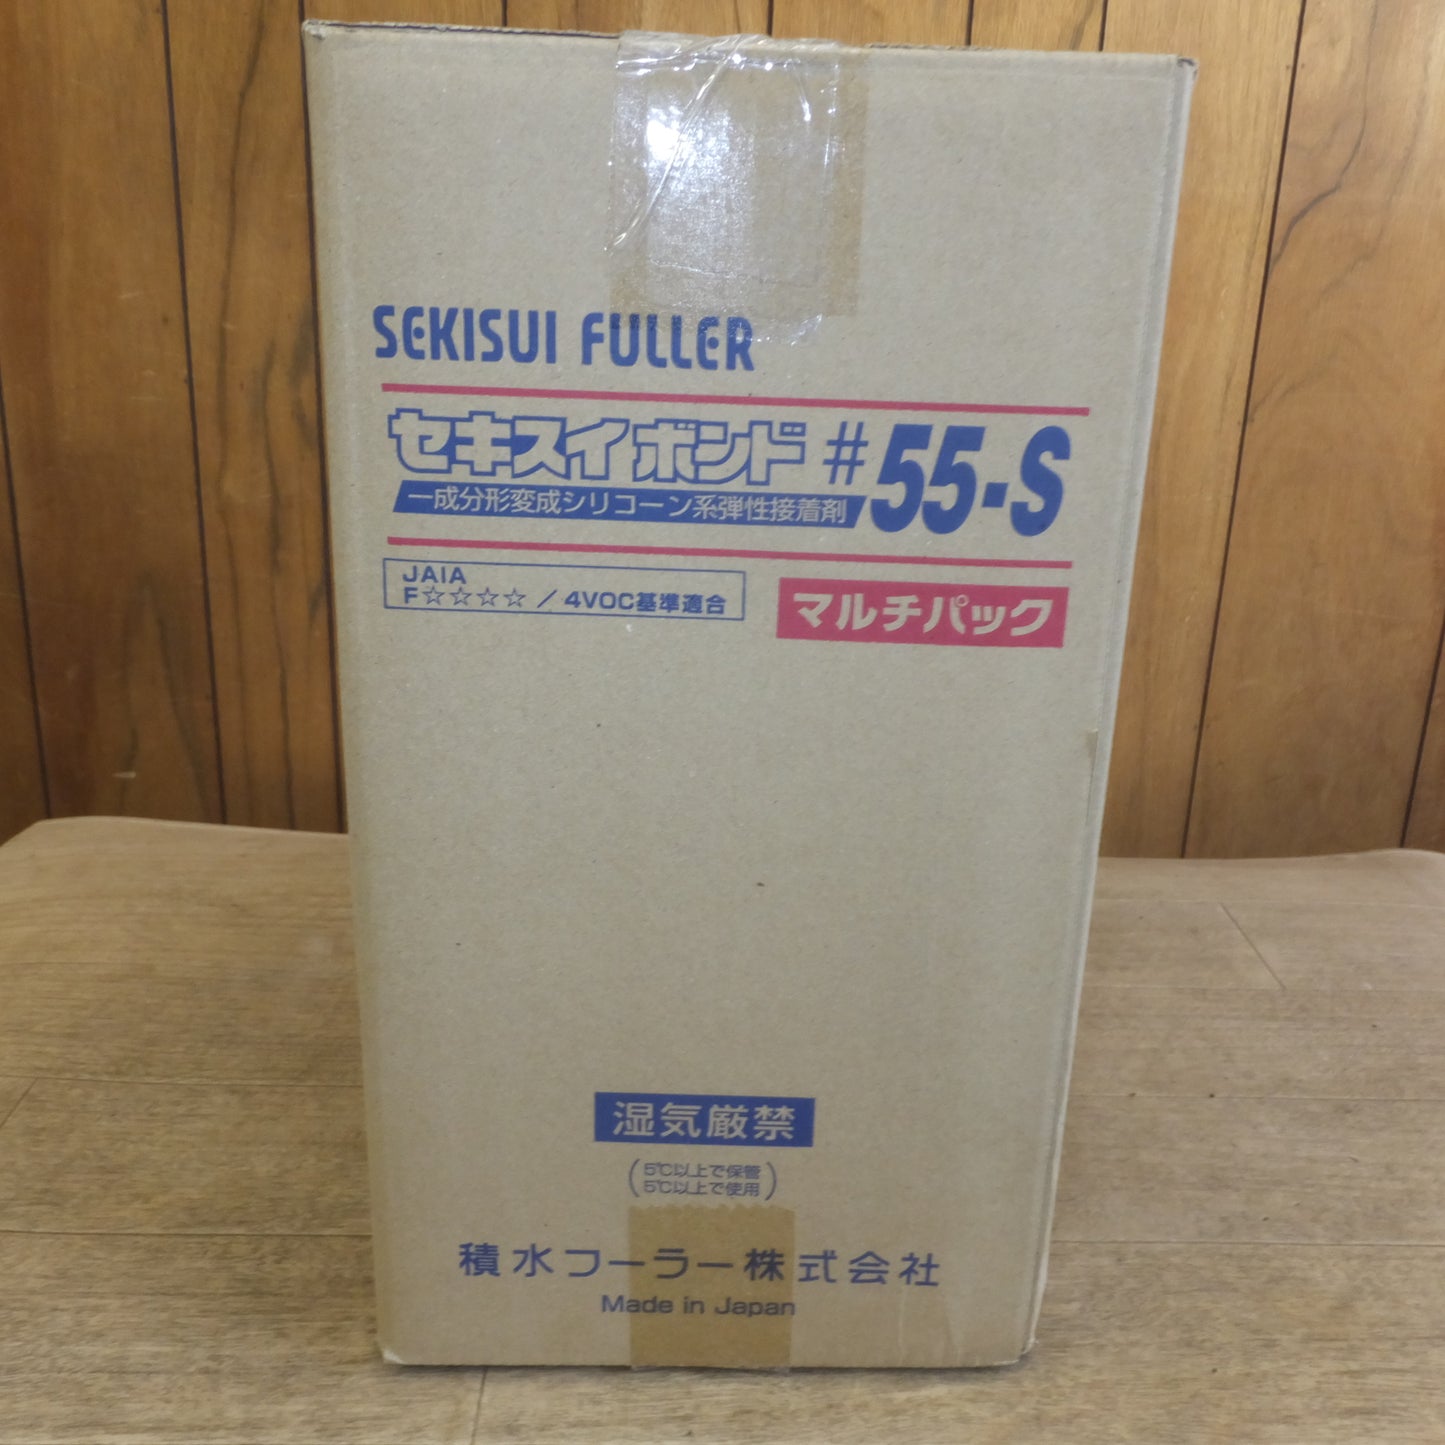 SEKISUI FULLER
セキスイボンド #55-S
一成分形変成シリコーン系弾性接着剤
JAIA
F☆☆☆☆ / 4VOC基準適合
マルチパック
湿気厳禁
(5℃以上で保管
5℃以上で使用)
積水フーラー株式会社
Made in Japan